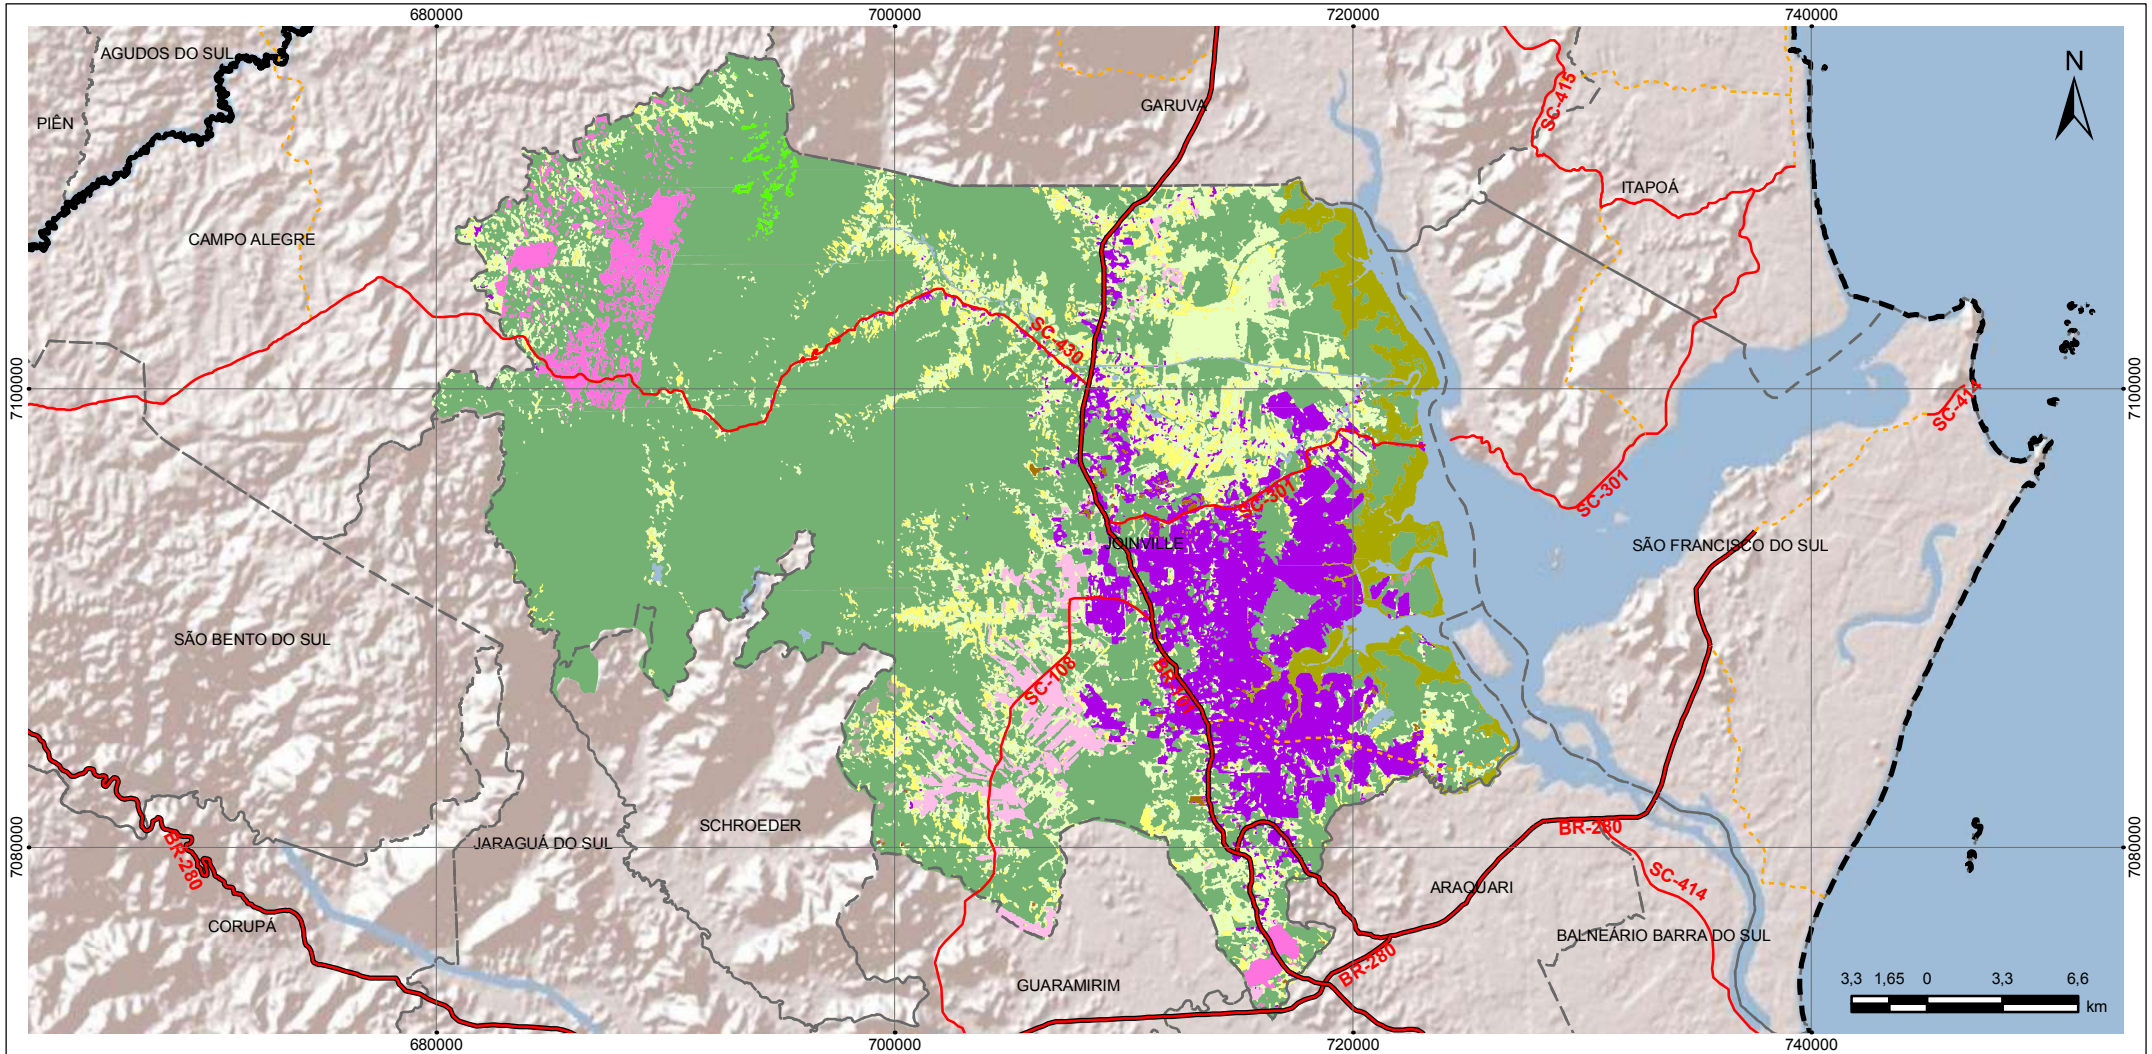 680000
700000
720000
740000
AGUDOS DO SUL
N
SC-415
GARUVA
PIÊN
ITAPOÁ
CAMPO ALEGRE
SC-430
7100000
7100000
SC-414
SC-301
SC-301
JOINVILLE
SÃO FRANCISCO DO SUL
SÃO BENTO DO SUL
SC-108
BR-101
SCHROEDER
BR-280
JARAGUÁ DO SUL
7080000
7080000
BR-280
SC-414
ARAQUARI
CORUPÁ
BALNEÁRIO BARRA DO SUL
BR-280
GUARAMIRIM
3,3 1,65 0 3,3 6,6
km
680000
700000
720000
740000